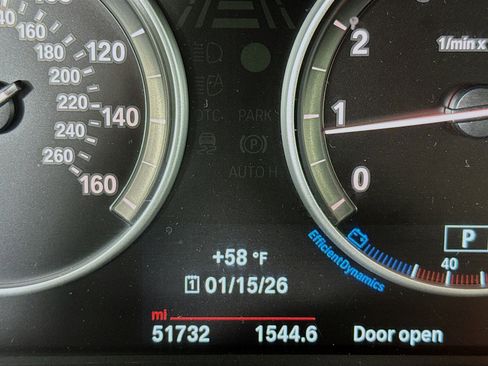 120
140
160
160
180
200
220
240
260
DTC
PARK
(P)
AUTO H
2
1
0
1/min x
P
EfficientDynamics
40
+58 °F
1 01/15/26
mi
51732 1544.6 Door open